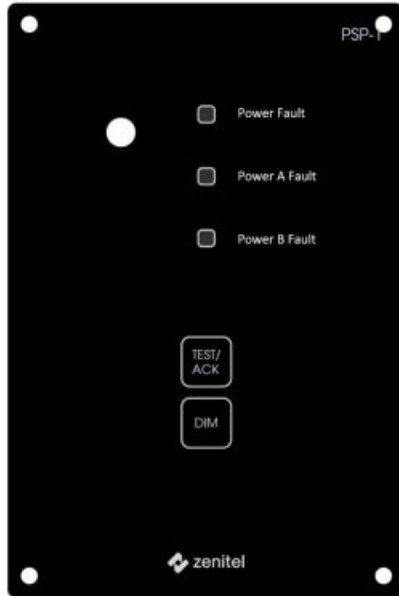 PSP-1
Power Fault
Power A Fault
Power B Fault
TEST/
ACK
DIM
zenitel